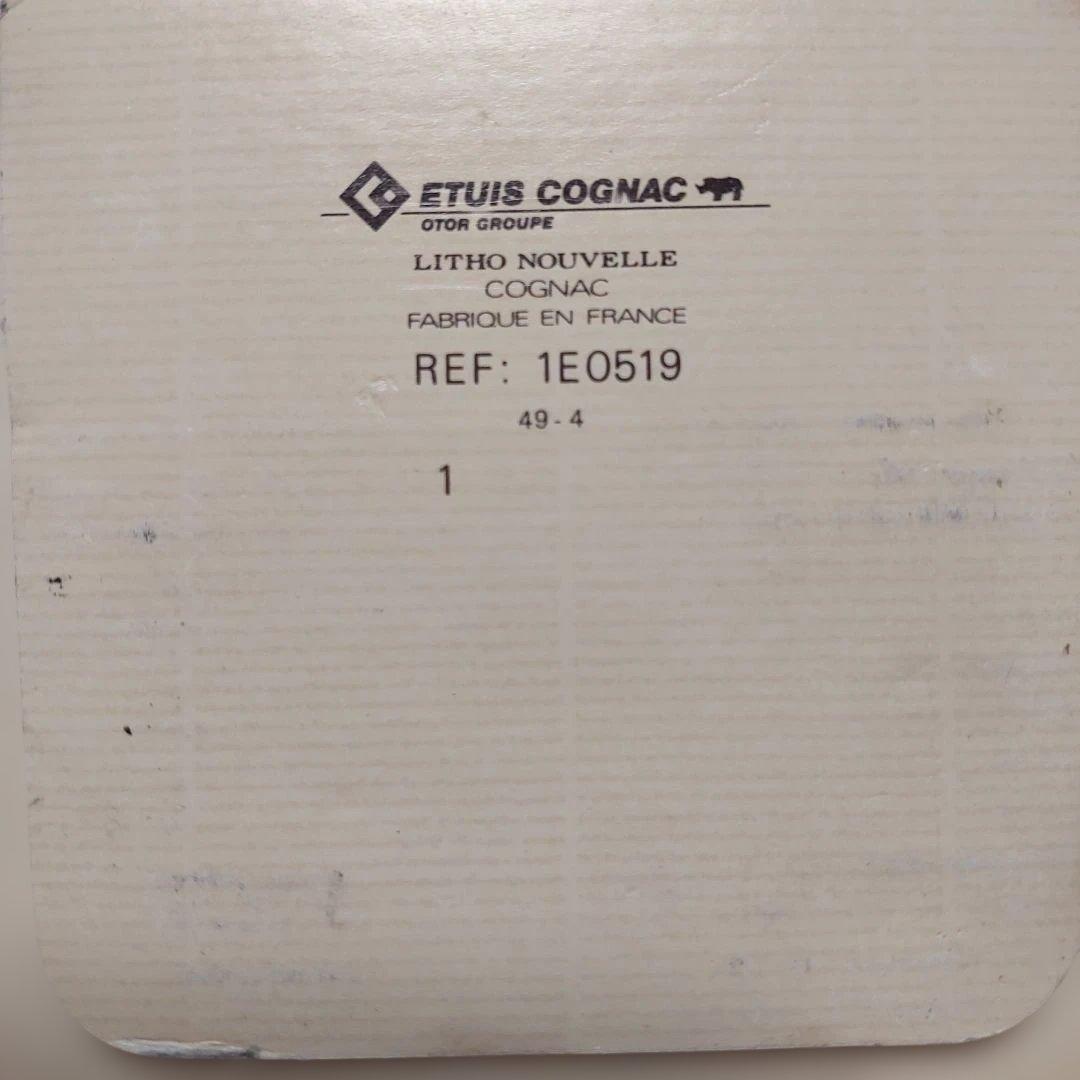 ETUIS COGNAC
OTOR GROUPE
LITHO NOUVELLE
COGNAC
FABRIQUE EN FRANCE
REF: 1E0519
49-4
1